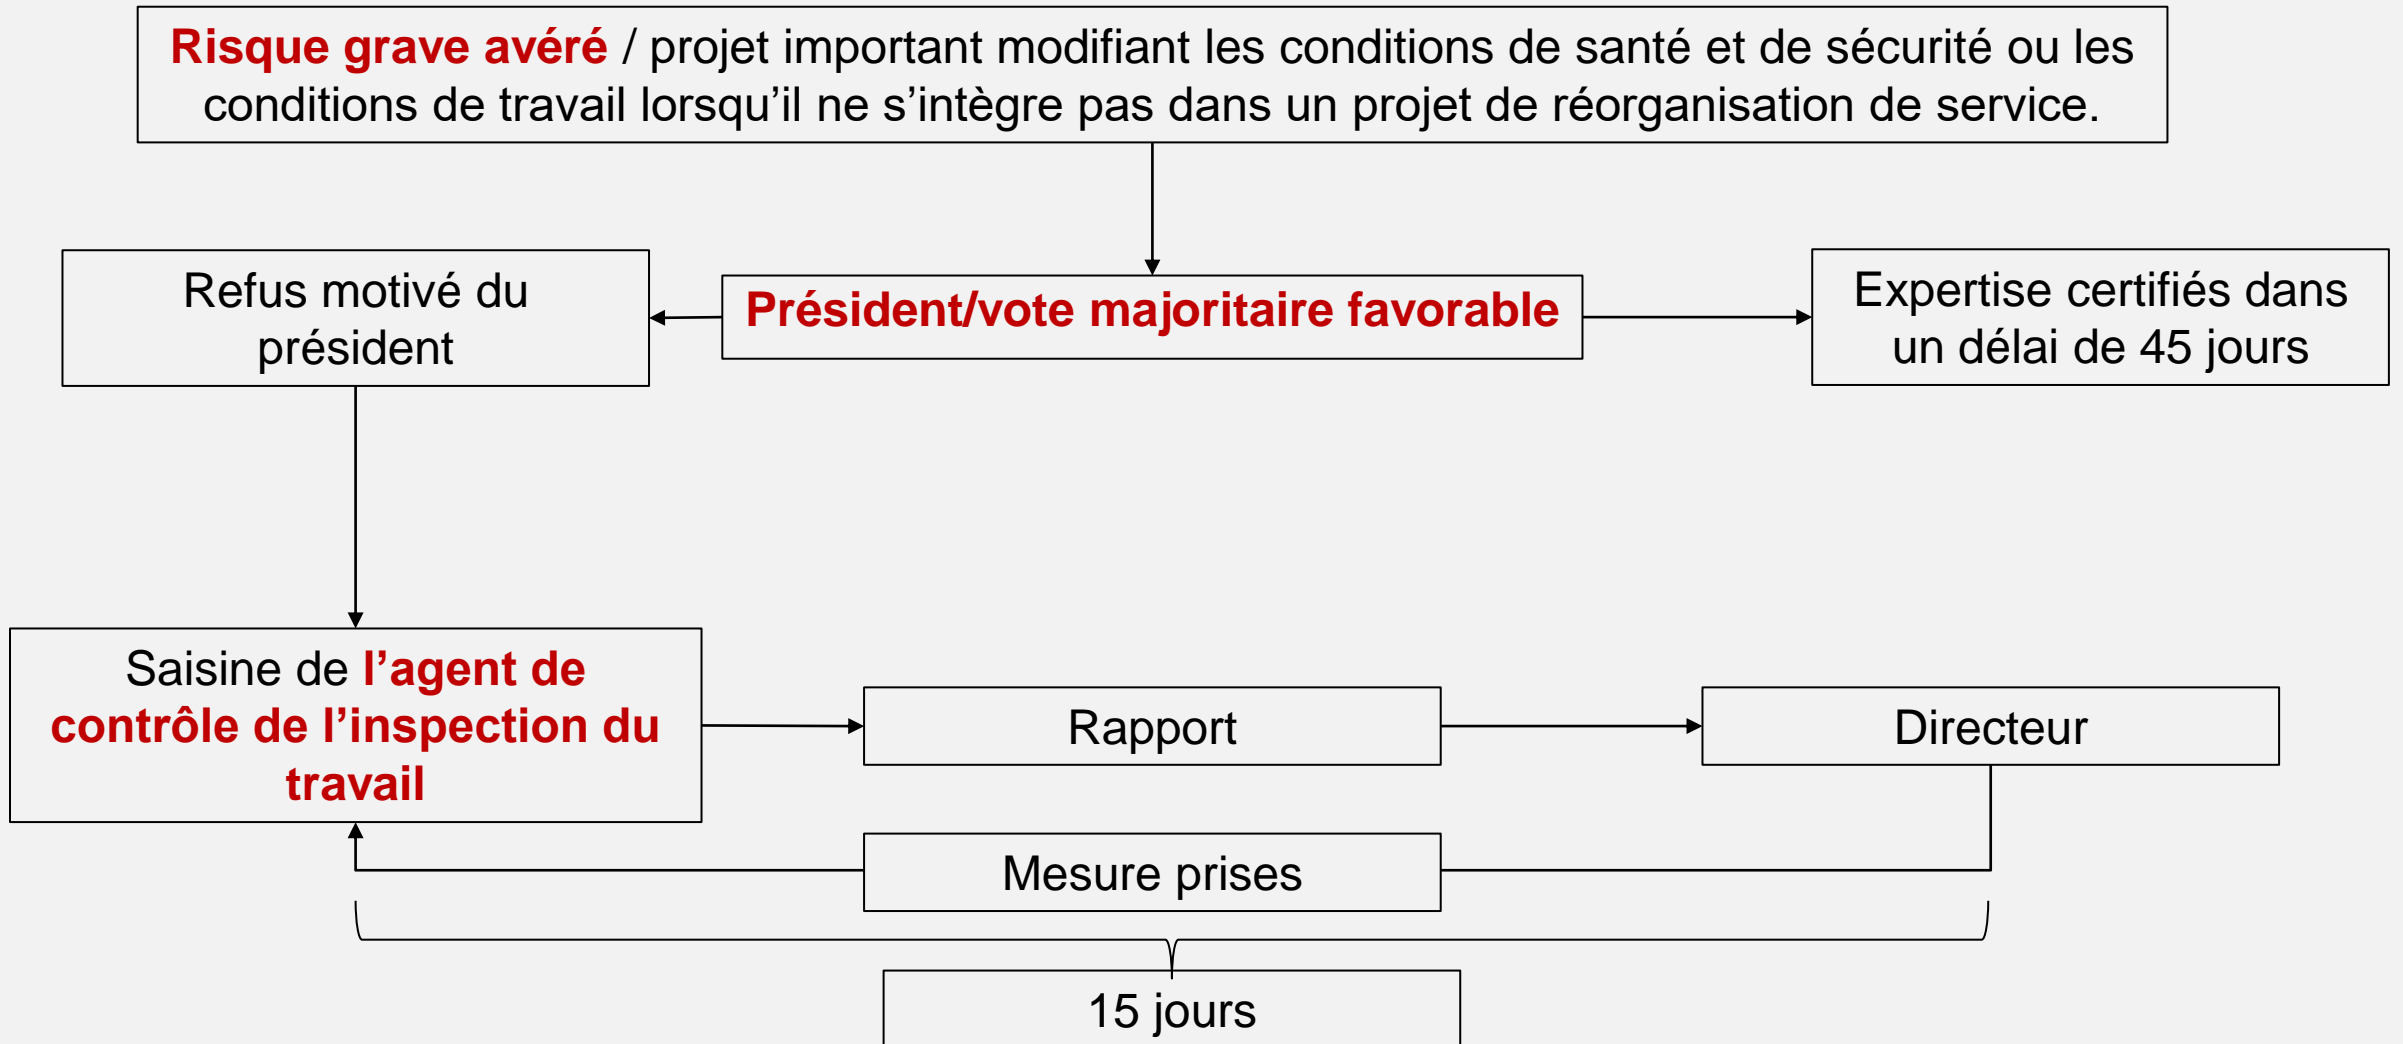 Risque grave avéré / projet important modifiant les conditions de santé et de sécurité ou les
conditions de travail lorsqu'il ne s’intègre pas dans un projet de réorganisation de service.
Refus motivé du
président
Président/vote majoritaire favorable
Expertise certifiés dans
un délai de 45 jours
Saisine de l’agent de
contrôle de l’inspection du
travail
Rapport
Directeur
Mesure prises
15 jours